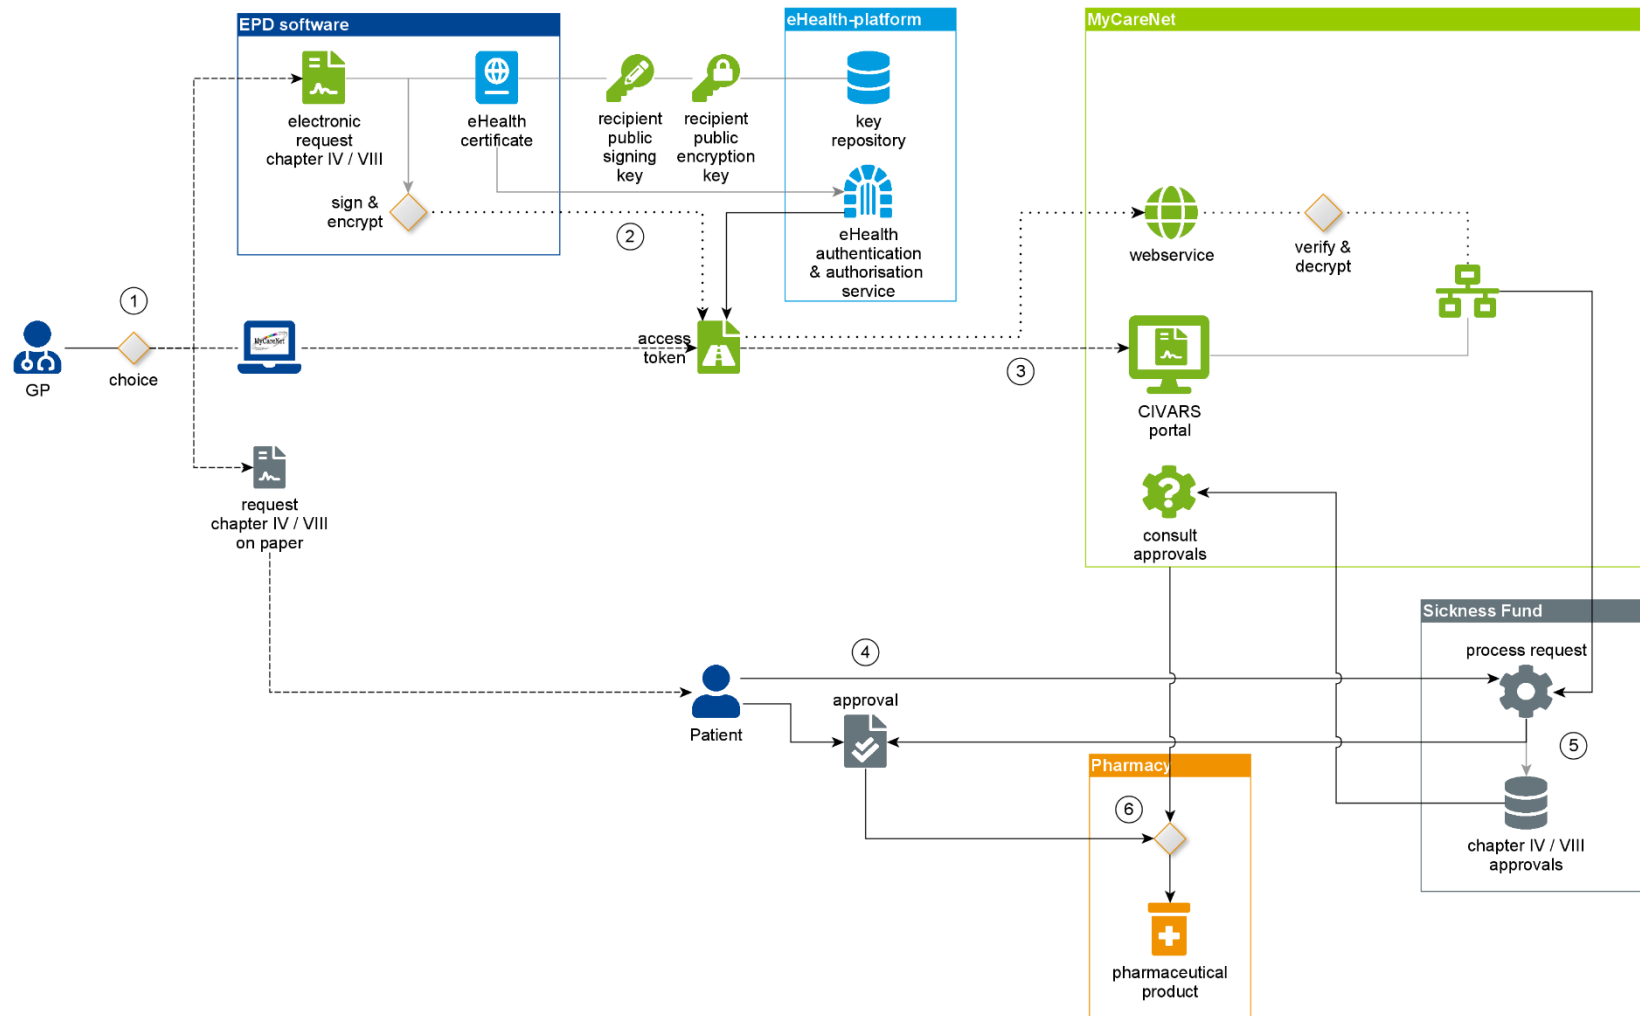 EPD software
eHealth-platform
MyCareNet
electronic
request
chapter IV / VIII
eHealth
certificate
recipient
public
signing
key
recipient
public
encryption
key
key
repository
sign &
encrypt
2
eHealth
authentication
& authorisation
service
webservice
verify &
decrypt
1
GP
choice
MyCareNet
access
token
3
CIVARS
portal
request
chapter IV / VIII
on paper
consult
approvals
Sickness Fund
process request
4
Patient
approval
5
Pharmacy
6
chapter IV / VIII
approvals
pharmaceutical
product